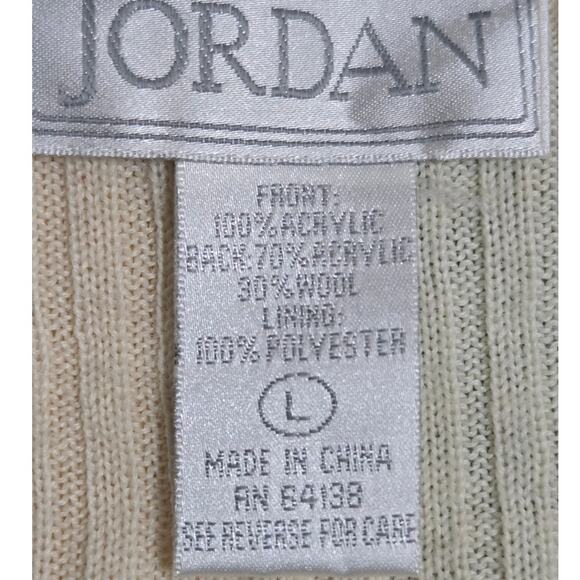 JORDAN
FRONT:
100% ACRYLIC
BACK: 70% ACRYLIC
30% WOOL
LINING:
100% POLYESTER
L
MADE IN CHINA
RN 64138
SEE REVERSE FOR CARE